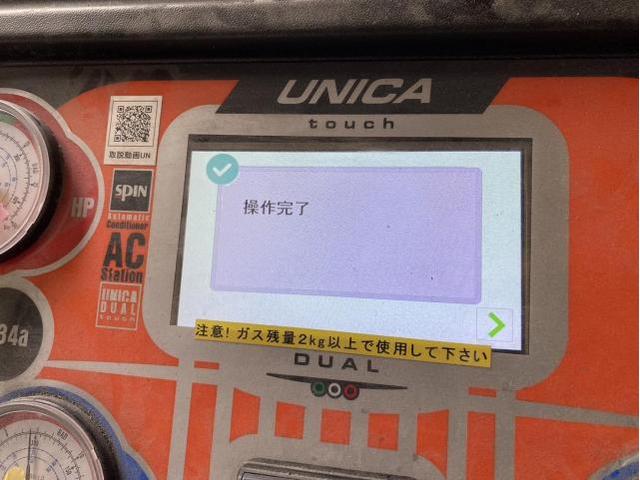 UNICA
touch
取説動画UN
SPIN
Automatic
Conditioner
AC
Station
UNICA
DUAL
touch
HP
34a
操作完了
注意! ガス残量2kg以上で使用して下さい
DUAL